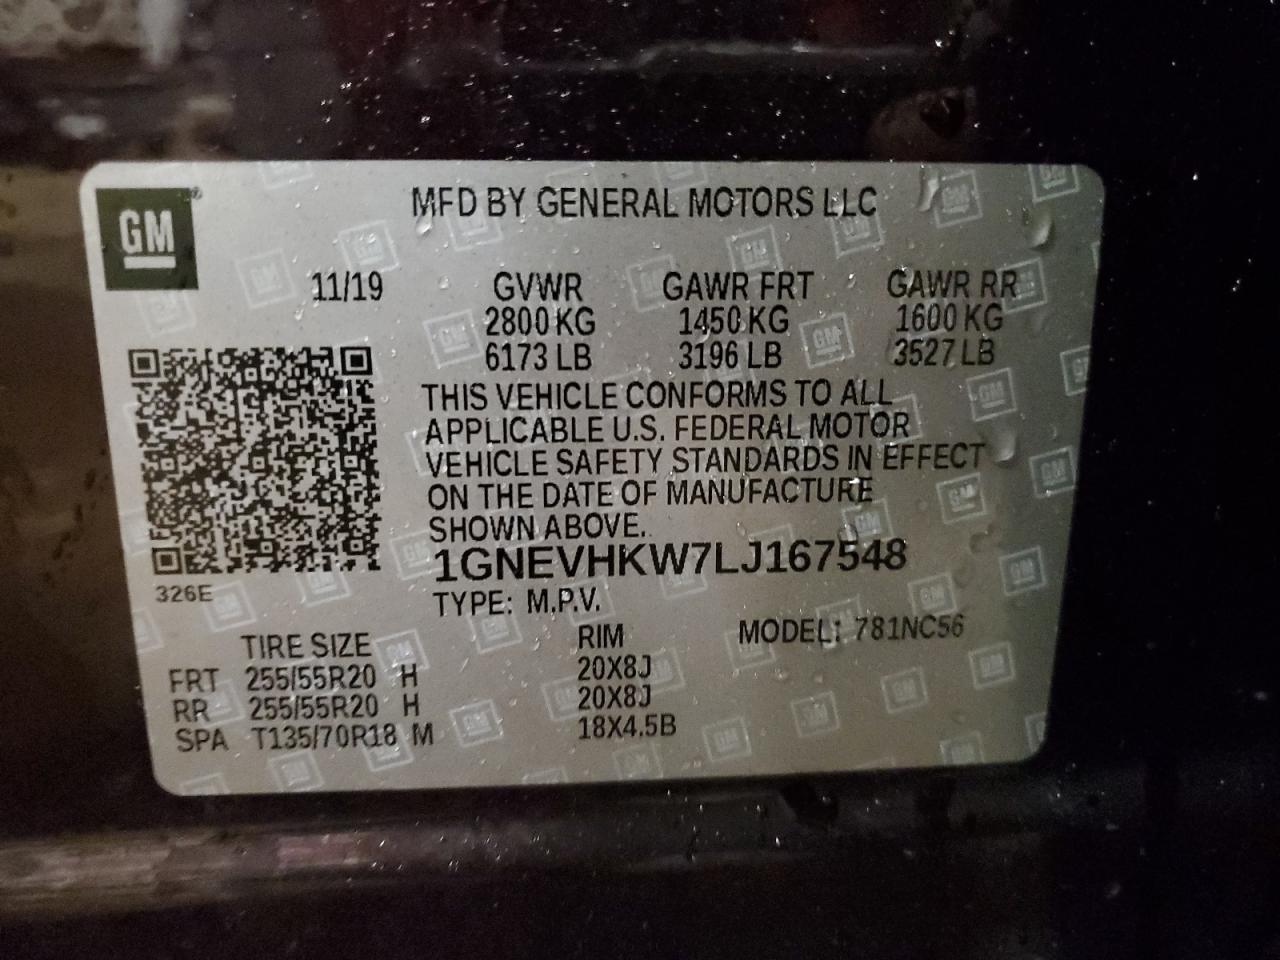 GM
MFD BY GENERAL MOTORS LLC
11/19 GVWR GAWR FRT GAWR RR
2800 KG 1450 KG 1600 KG
6173 LB 3196 LB 3527 LB
THIS VEHICLE CONFORMS TO ALL
APPLICABLE U.S. FEDERAL MOTOR
VEHICLE SAFETY STANDARDS IN EFFECT
ON THE DATE OF MANUFACTURE
SHOWN ABOVE.
1GNEVHKW7LJ167548
326E
TYPE: M.P.V.
TIRE SIZE RIM MODEL: 781NC56
FRT 255/55R20 H 20X8J
RR 255/55R20 H 20X8J
SPA T135/70R18 M 18X4.5B